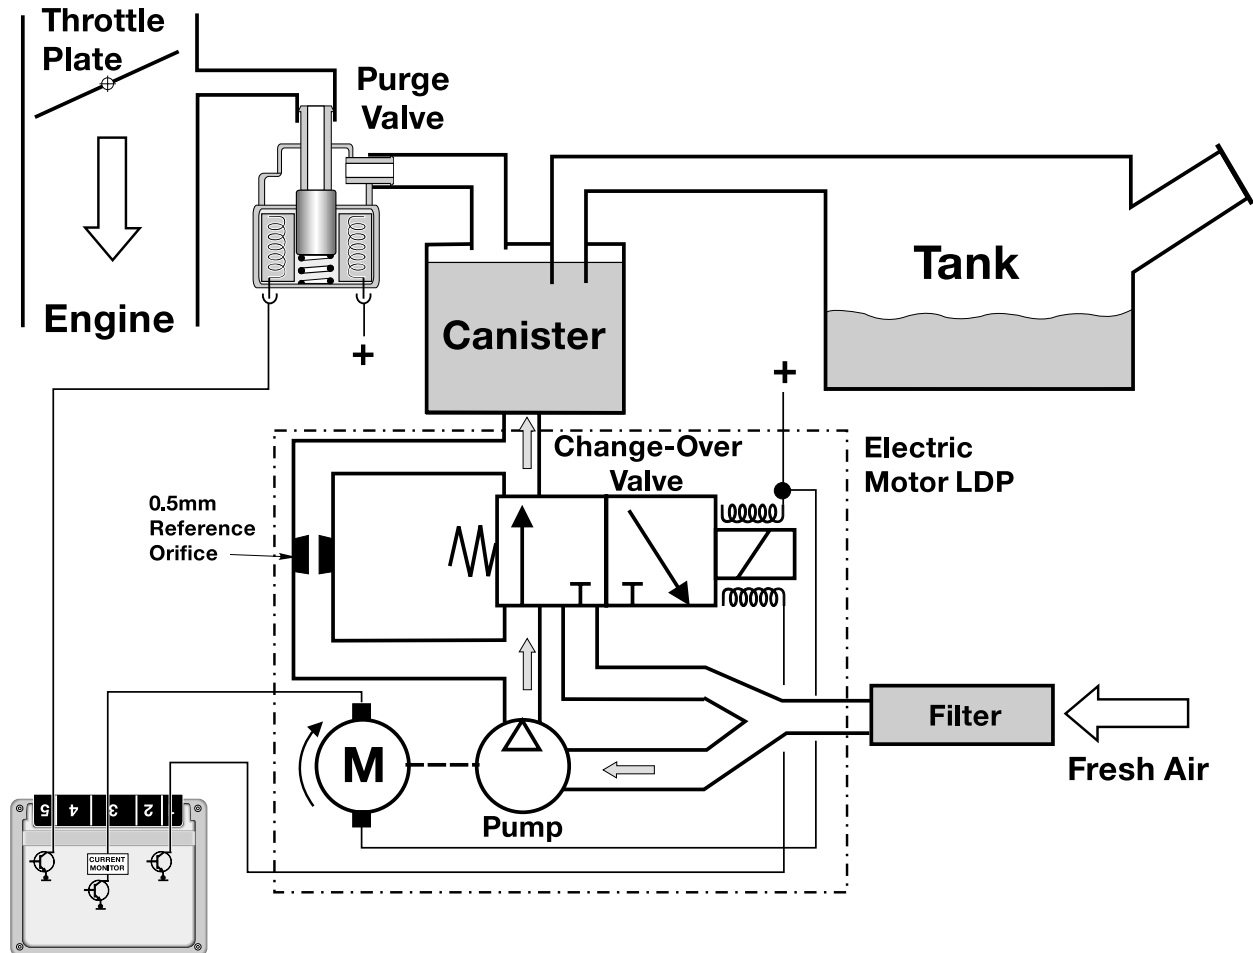 Throttle
Plate
Purge
Valve
Engine
+
Canister
Tank
+
Change-Over
Valve
Electric
Motor LDP
0.5mm
Reference
Orifice
M
Pump
Filter
Fresh Air
5 4 3 2 1
CURRENT
MONITOR